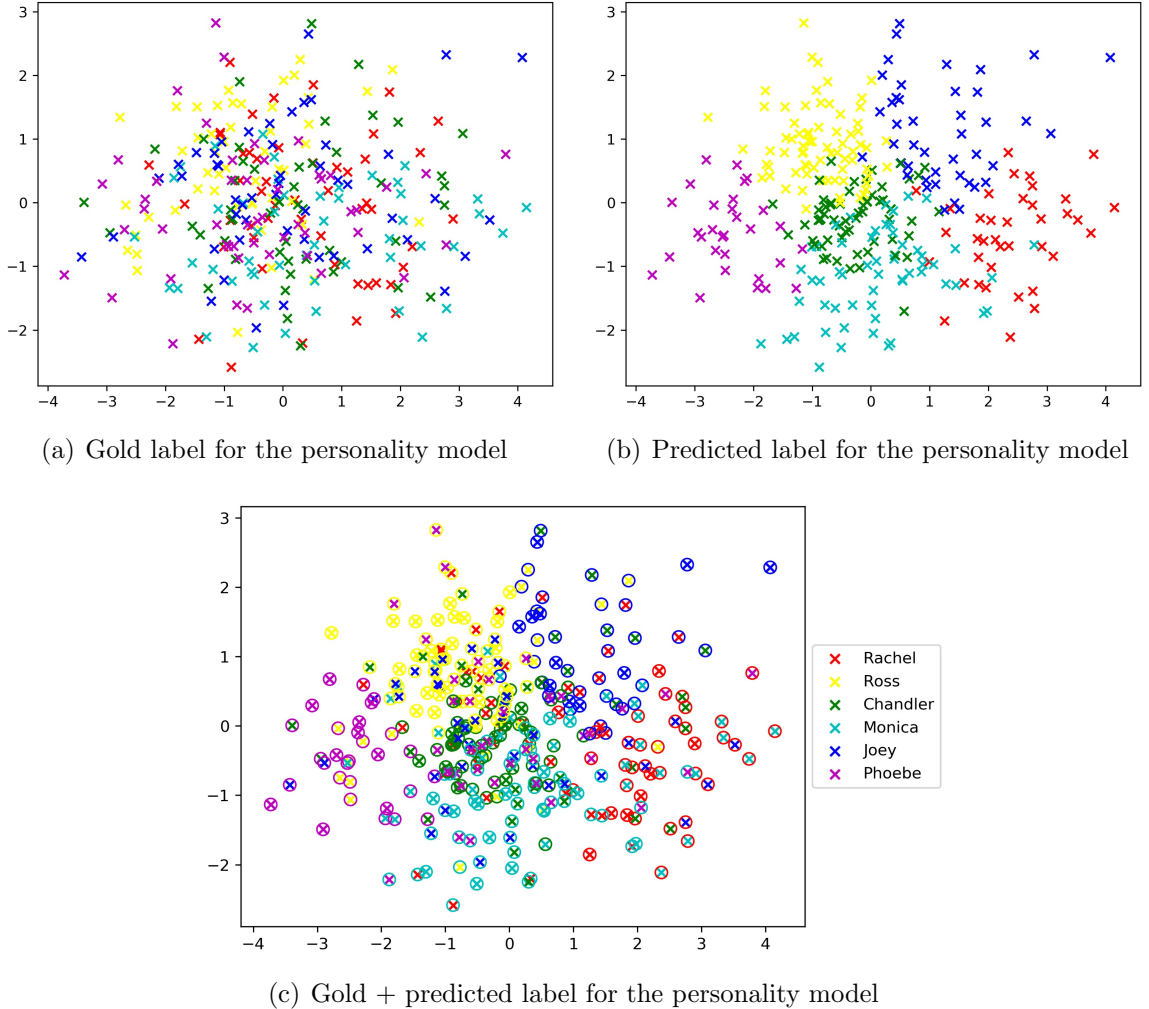 3
2
1
0
−1
−2
−4 −3 −2 −1 0 1 2 3 4
(a) Gold label for the personality model
3
2
1
0
−1
−2
−4 −3 −2 −1 0 1 2 3 4
(b) Predicted label for the personality model
3
2
1
0
−1
−2
−4 −3 −2 −1 0 1 2 3 4
Rachel
Ross
Chandler
Monica
Joey
Phoebe
(c) Gold + predicted label for the personality model